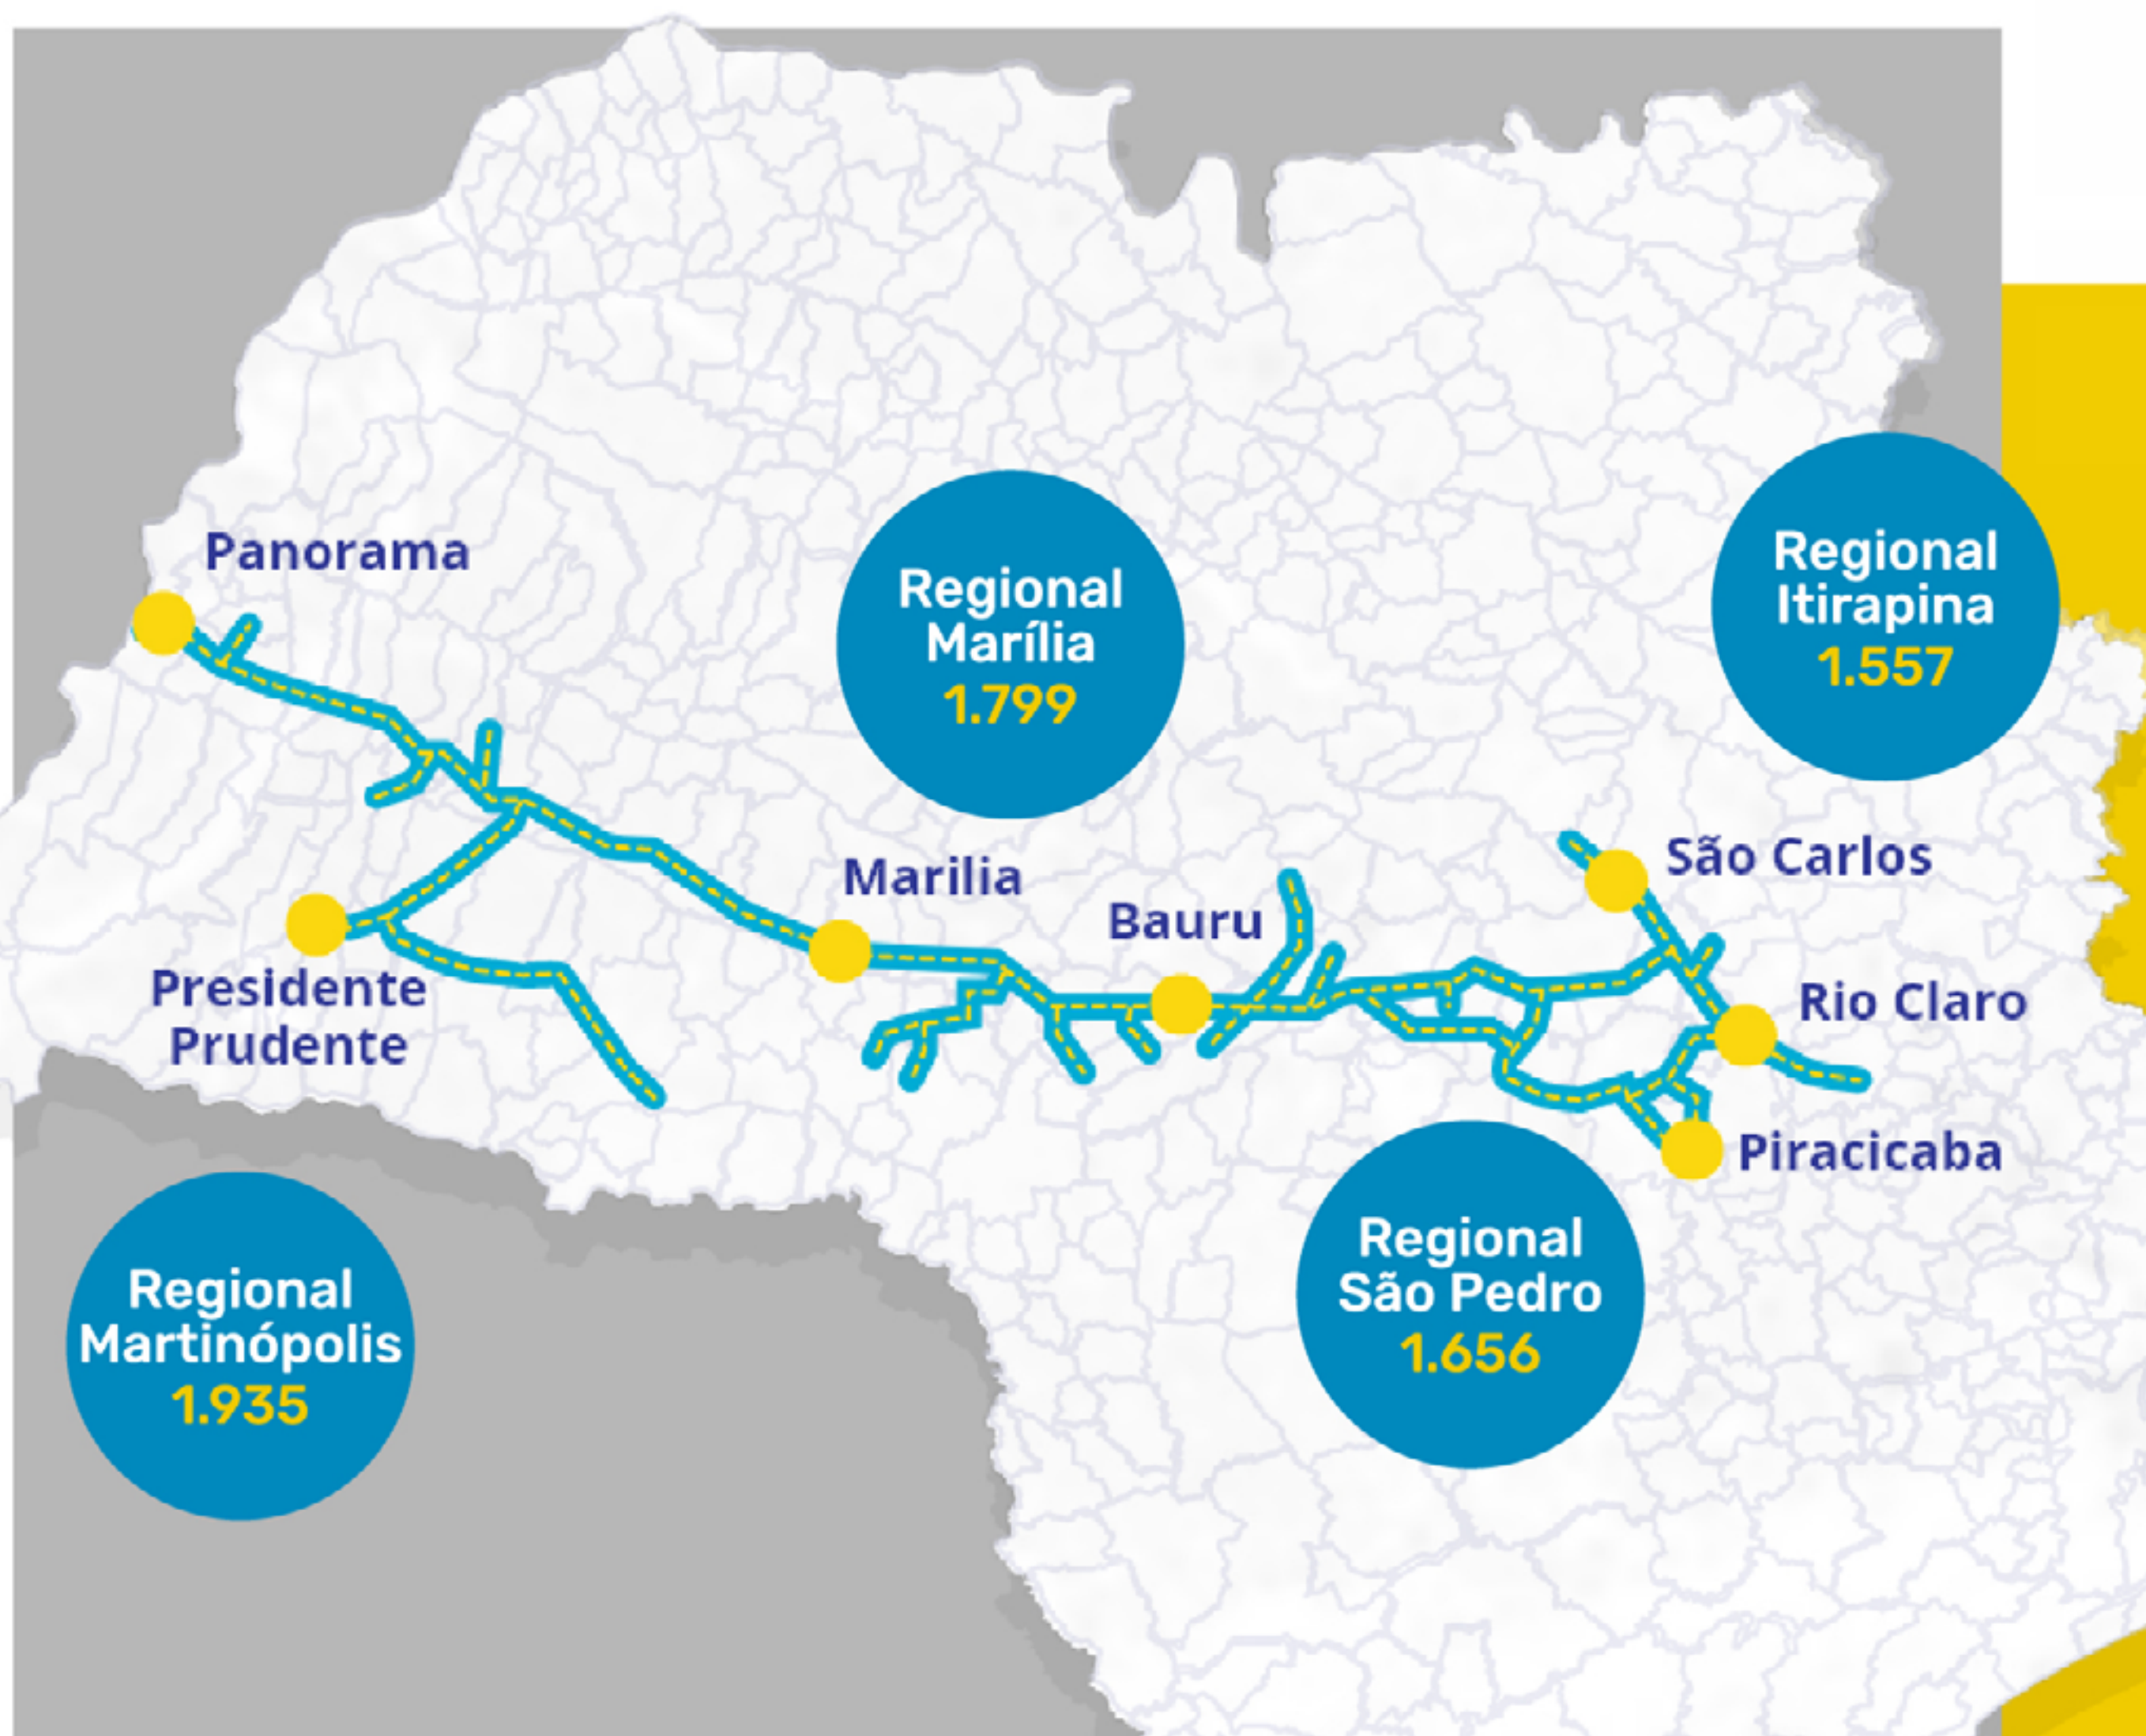 Panorama
Regional
Marília
1.799
Regional
Itirapina
1.557
Marilia
Bauru
São Carlos
Rio Claro
Presidente
Prudente
Piracicaba
Regional
Martinópolis
1.935
Regional
São Pedro
1.656